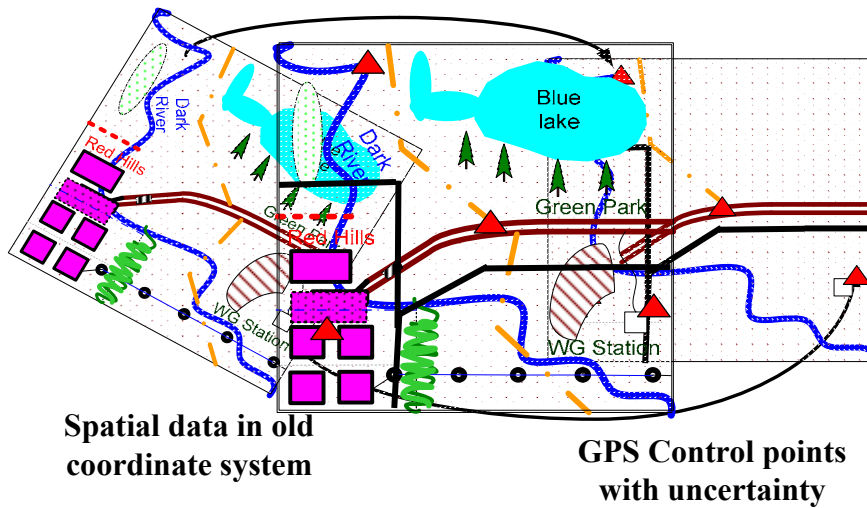 Dark
River
Red Hills
Green P
WG Station
Dark
River
Blue
lake
Green Park
Red Hills
WG Station
Spatial data in old
coordinate system
GPS Control points
with uncertainty